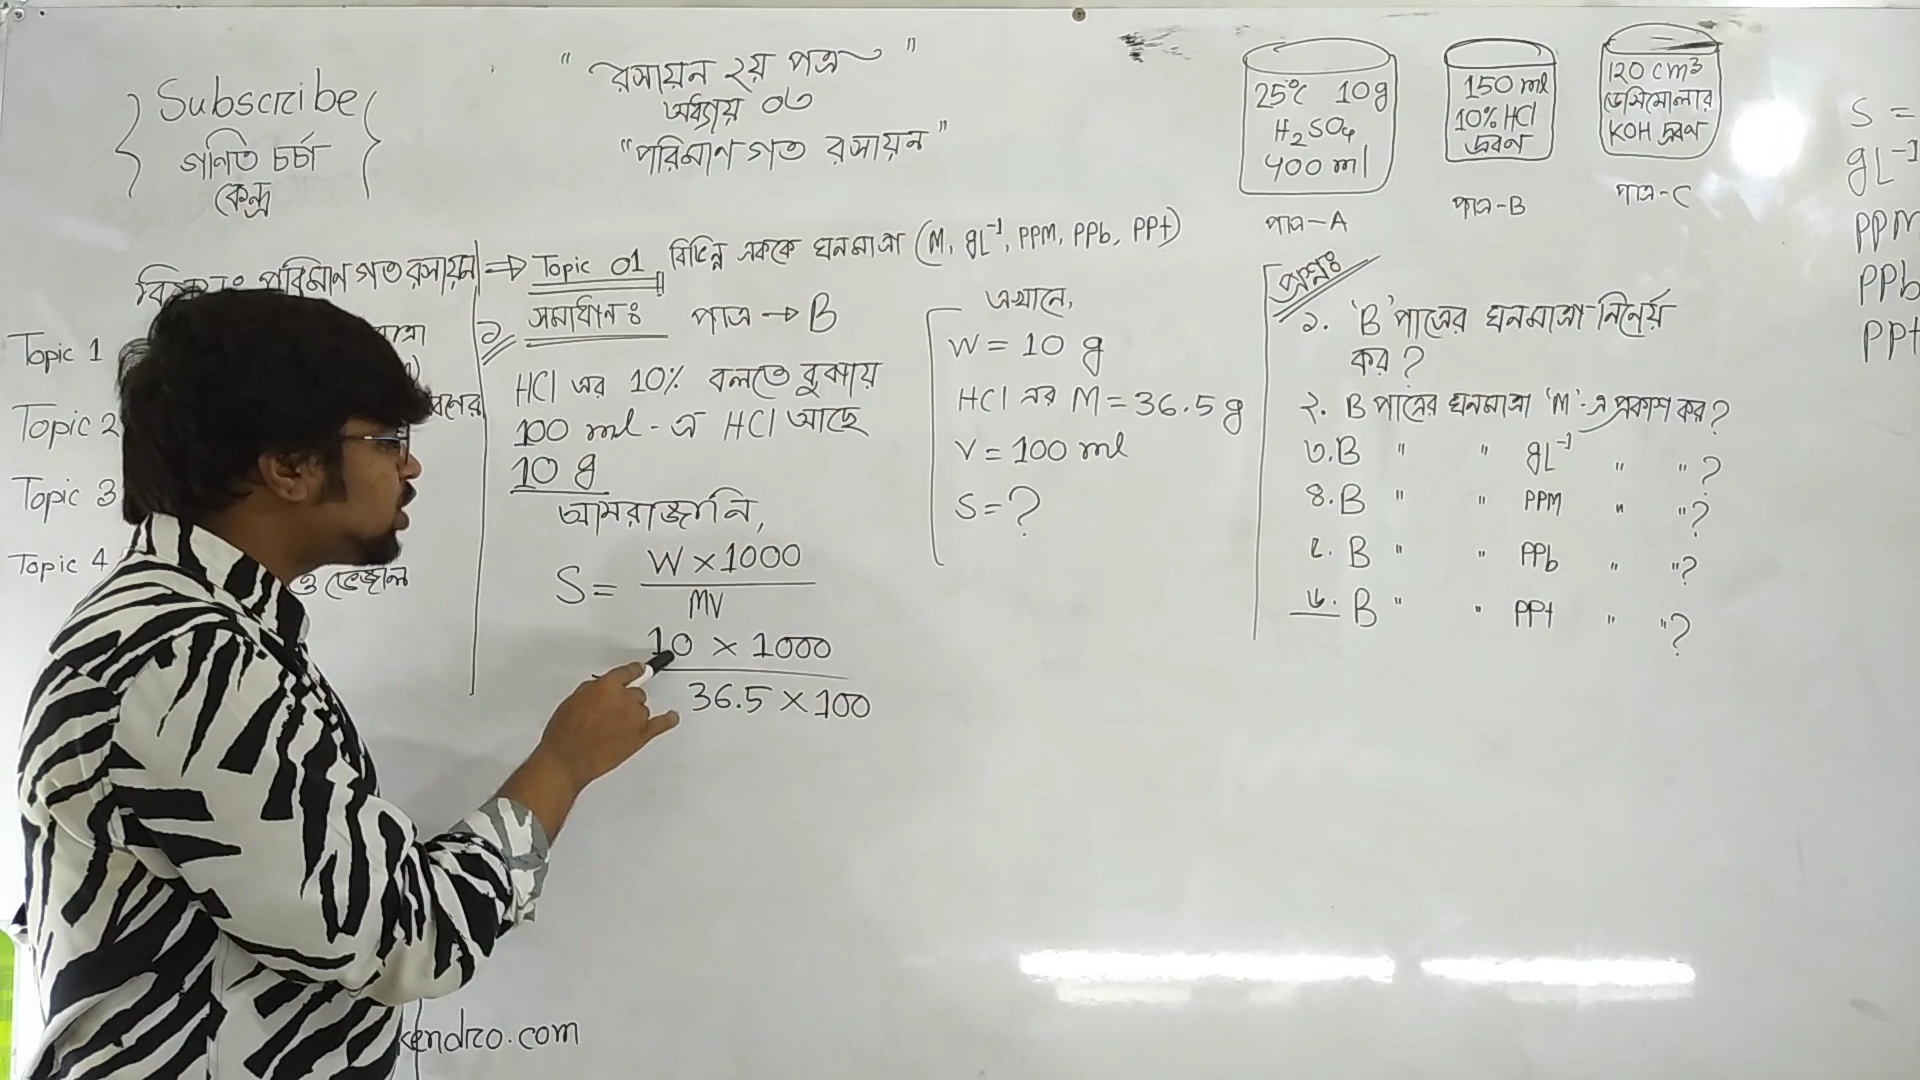 Subscribe
গণিত চর্চা
কেন্দ্র
" রসায়ন ২য় পত্র "
অধ্যায় ০৩
"পরিমাণ গত রসায়ন"
25°C 10g
H₂SO₄
400 ml
পাত্র-A
150 ml
10% HCl
দ্রবণ
পাত্র-B
120 cm³
ডেসিমোলার
KOH দ্রবণ
পাত্র-C
S =
gL⁻¹
PPM
PPb
PPt
পরিমাণ গত রসায়ন
⇒ Topic 01 বিভিন্ন এককে ঘনমাত্রা (M, gL⁻¹, PPM, PPb, PPt)
Topic 1
Topic 2
Topic 3
Topic 4
ও ভেজাল
১/ সমাধানঃ পাত্র → B
HCl এর 10% বলতে বুঝায়
100 ml-এ HCl আছে
10 g
আমরা জানি,
S = W × 1000 / MV
10 × 1000 / 36.5 × 100
এখানে,
W = 10 g
HCl এর M = 36.5 g
V = 100 ml
S = ?
প্রশ্নঃ
১. 'B' পাত্রের ঘনমাত্রা নির্নেয়
কর ?
২. B পাত্রের ঘনমাত্রা 'M'-এ প্রকাশ কর ?
৩. B " " gL⁻¹ " " ?
৪. B " " PPM " " ?
৫. B " " PPb " " ?
৬. B " " PPt " " ?
kendro.com